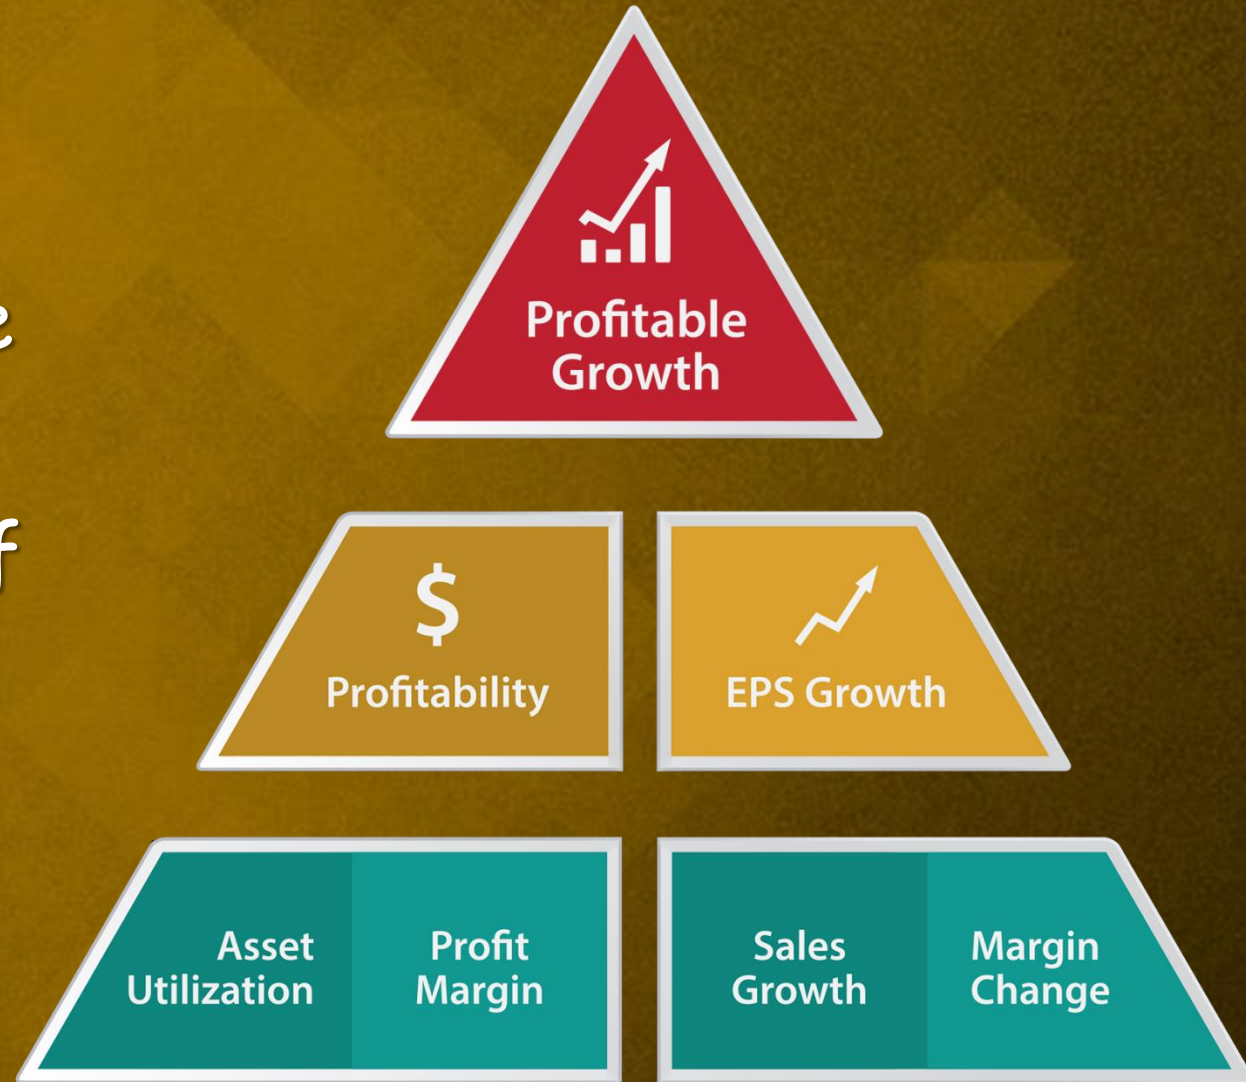 Profitable
Growth
$
Profitability
EPS Growth
Asset
Utilization
Profit
Margin
Sales
Growth
Margin
Change